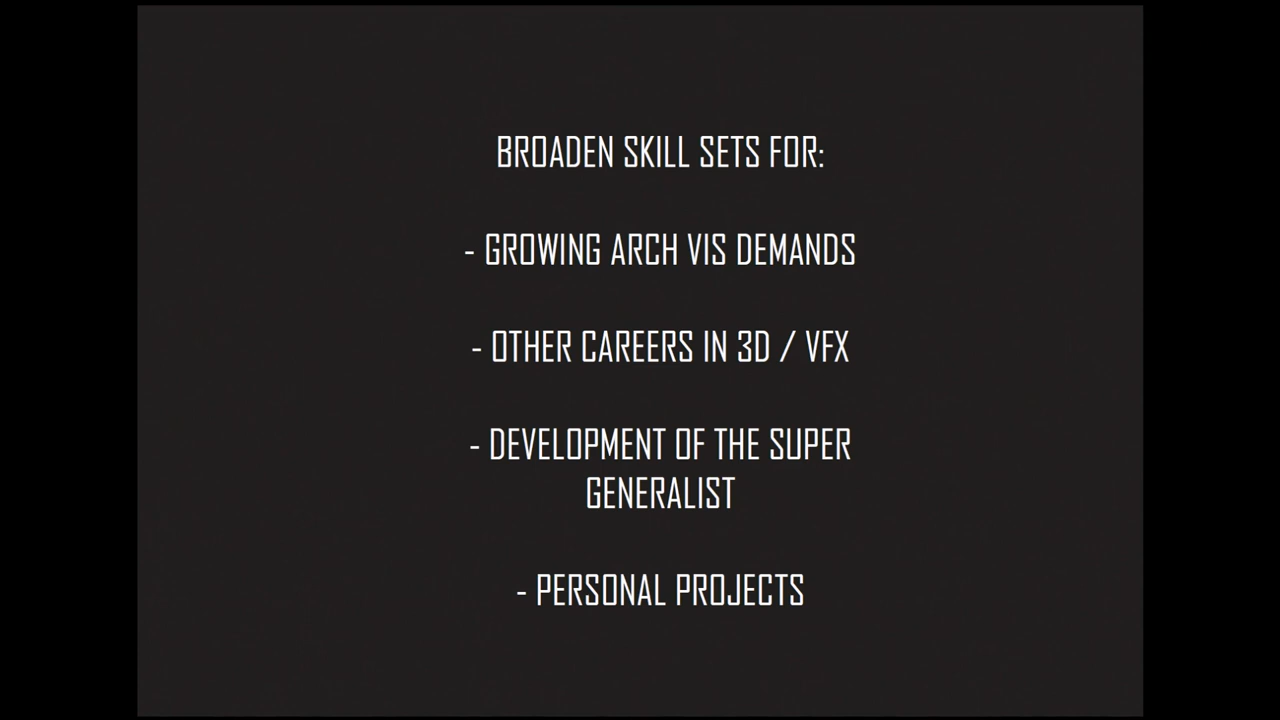 BROADEN SKILL SETS FOR:
- GROWING ARCH VIS DEMANDS
- OTHER CAREERS IN 3D / VFX
- DEVELOPMENT OF THE SUPER
GENERALIST
- PERSONAL PROJECTS